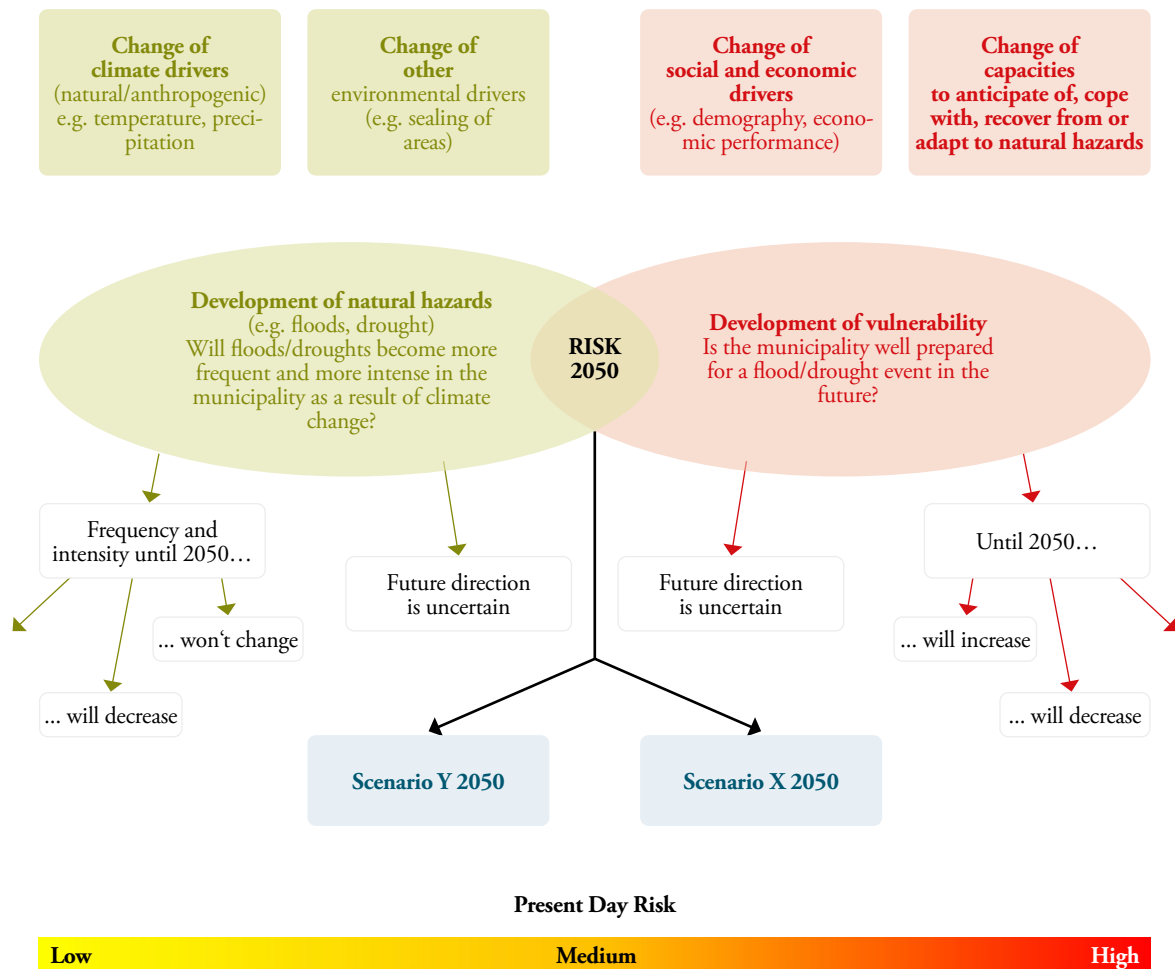 Change of
climate drivers
(natural/anthropogenic)
e.g. temperature, preci-
pitation
Change of
other
environmental drivers
(e.g. sealing of
areas)
Change of
social and economic
drivers
(e.g. demography, econo-
mic performance)
Change of
capacities
to anticipate of, cope
with, recover from or
adapt to natural hazards
Development of natural hazards
(e.g. floods, drought)
Will floods/droughts become more
frequent and more intense in the
municipality as a result of climate
change?
RISK
2050
Development of vulnerability
Is the municipality well prepared
for a flood/drought event in the
future?
Frequency and
intensity until 2050…
Future direction
is uncertain
Future direction
is uncertain
Until 2050…
... won‘t change
... will increase
... will decrease
... will decrease
Scenario Y 2050
Scenario X 2050
Present Day Risk
Low
Medium
High